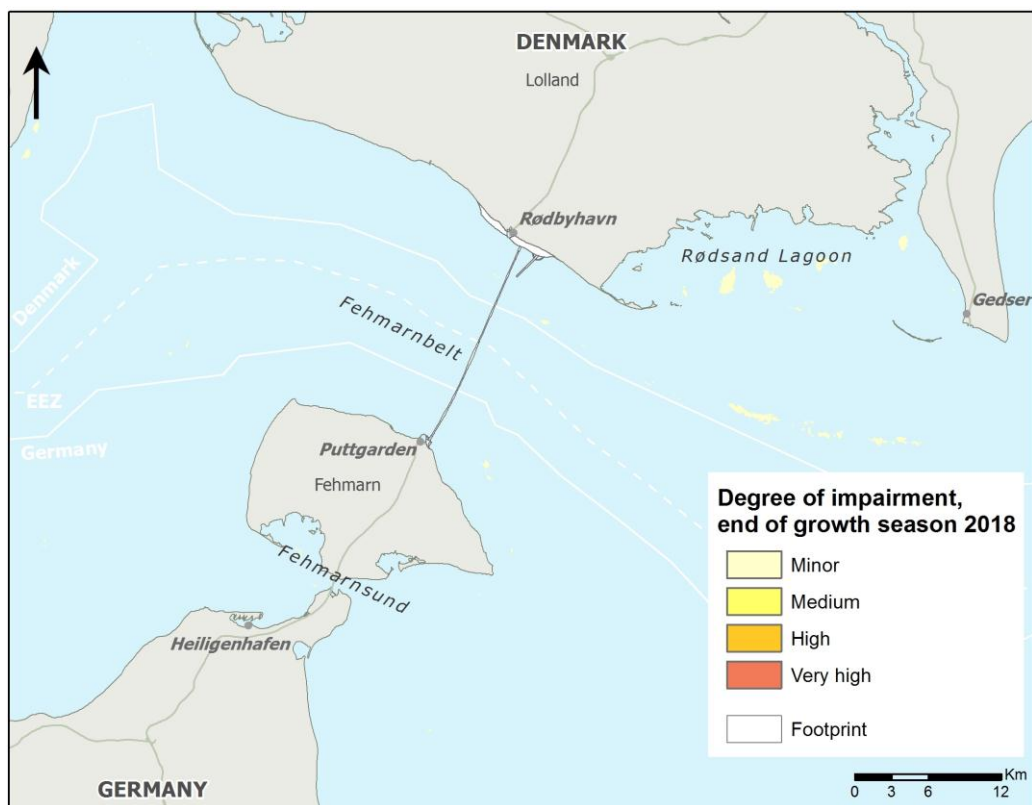 DENMARK
Lolland
Rødbyhavn
Rødsand Lagoon
Gedser
Denmark
Fehmarnbelt
EEZ
Germany
Puttgarden
Fehmarn
Fehmarnsund
Heiligenhafen
GERMANY
Degree of impairment,
end of growth season 2018
Minor
Medium
High
Very high
Footprint
Km
0 3 6 12